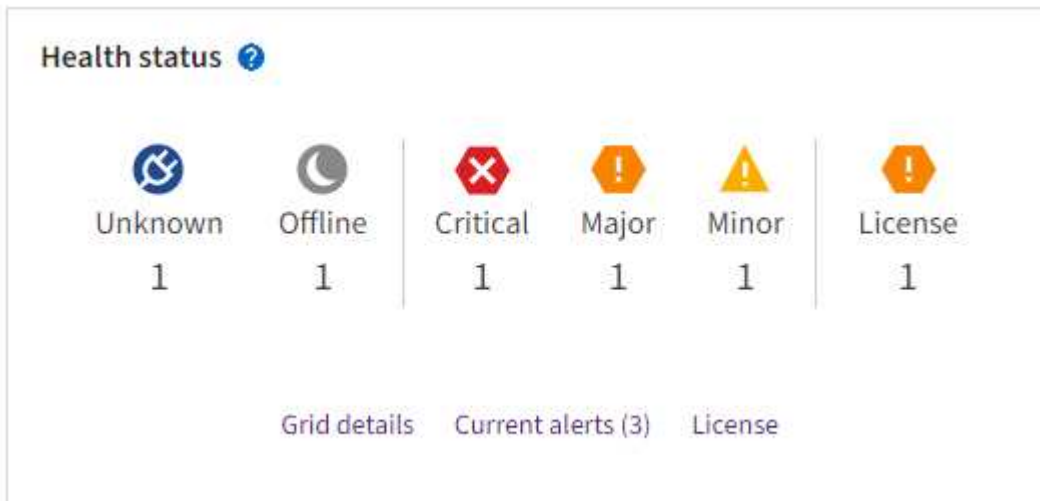 Health status ?
Unknown Offline Critical Major Minor License
1 1 1 1 1 1
Grid details Current alerts (3) License